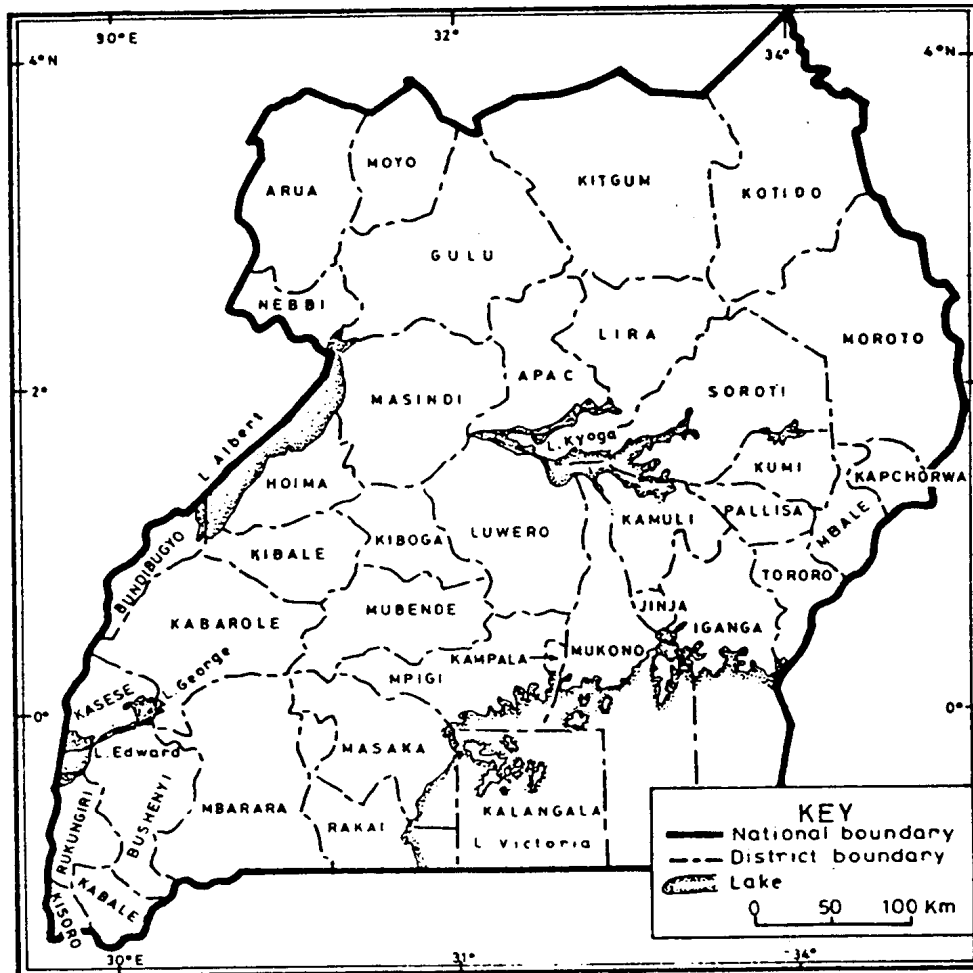 90°E 32° 34°
4°N 4°N
MOYO
KITGUM
ARUA
KOTIDO
GULU
NEBBI
LIRA
MOROTO
APAC
2° 2°
SOROTI
MASINDI
L. Albert
L. Kyoga
KUMI
KAPCHORWA
HOIMA
PALLISA
KAMULI
MBALE
LUWERO
KIBOGA
KIBALE
BUNDIBUGYO
TORORO
MUBENDE
JINJA
KABAROLE
IGANGA
MUKONO
KAMPALA
MPIGI
L. George
KASESE
0° 0°
MASAKA
L. Edward
KALANGALA
MBARARA
BUSHENYI
RUKUNGIRI
RAKAI
L Victoria
KABALE
KISORO
KEY
National boundary
District boundary
Lake
0 50 100 Km
30°E 31° 34°